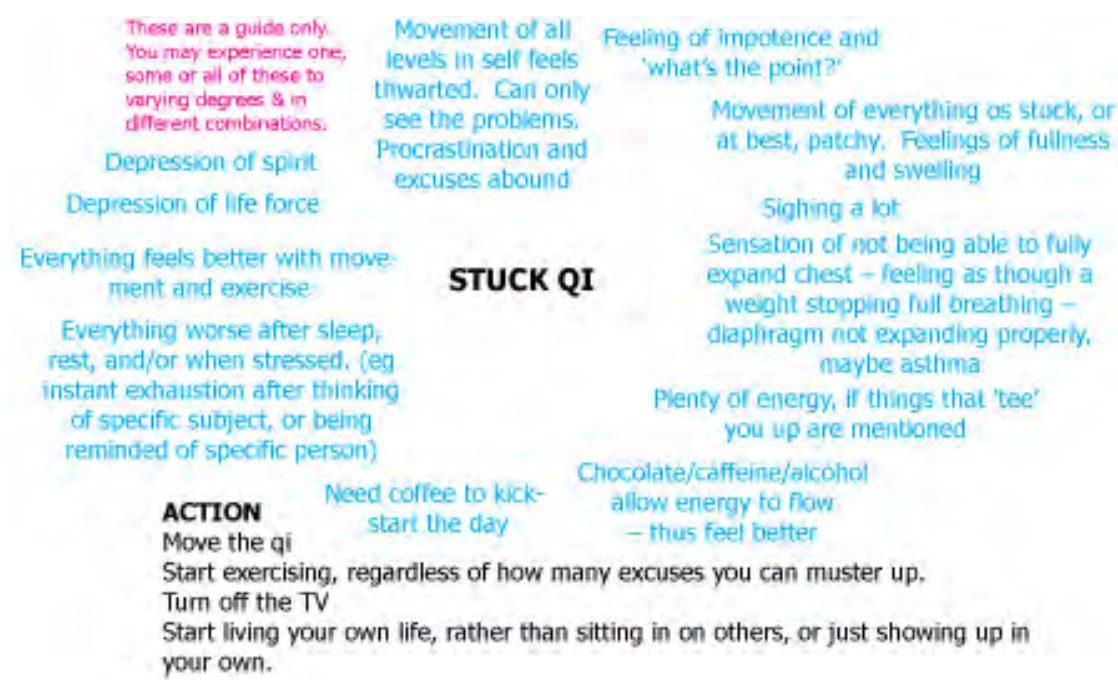 These are a guide only.
You may experience one,
some or all of these to
varying degrees & in
different combinations.
Movement of all
levels in self feels
thwarted. Can only
see the problems.
Procrastination and
excuses abound
Feeling of impotence and
'what's the point?'
Movement of everything as stuck, or
at best, patchy. Feelings of fullness
and swelling
Depression of spirit
Depression of life force
Sighing a lot
Everything feels better with move-
ment and exercise
STUCK QI
Sensation of not being able to fully
expand chest – feeling as though a
weight stopping full breathing –
diaphragm not expanding properly,
maybe asthma
Everything worse after sleep,
rest, and/or when stressed. (eg
instant exhaustion after thinking
of specific subject, or being
reminded of specific person)
Plenty of energy, if things that 'tee'
you up are mentioned
Need coffee to kick-
start the day
Chocolate/caffeine/alcohol
allow energy to flow
– thus feel better
ACTION
Move the qi
Start exercising, regardless of how many excuses you can muster up.
Turn off the TV
Start living your own life, rather than sitting in on others, or just showing up in
your own.